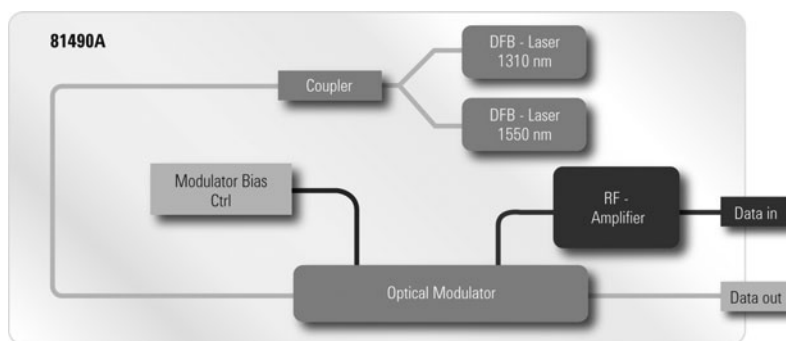 81490A
DFB - Laser
1310 nm
Coupler
DFB - Laser
1550 nm
Modulator Bias
Ctrl
RF -
Amplifier
Data in
Optical Modulator
Data out